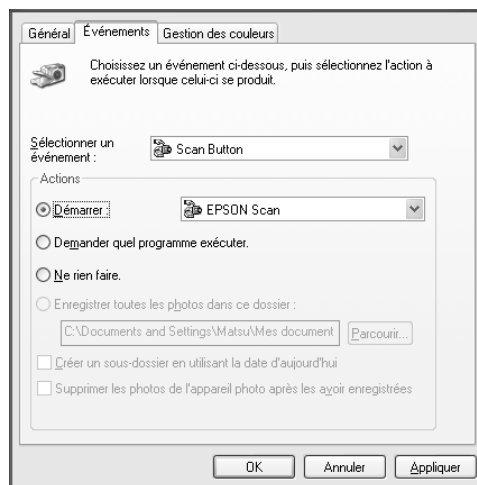 Général Événements Gestion des couleurs
Choisissez un événement ci-dessous, puis sélectionnez l'action à
exécuter lorsque celui-ci se produit.
Sélectionner un
événement :
Scan Button
Actions
Démarrer :
EPSON Scan
Demander quel programme exécuter.
Ne rien faire.
Enregistrer toutes les photos dans ce dossier :
C:\Documents and Settings\Matsu\Mes document
Parcourir...
Créer un sous-dossier en utilisant la date d'aujourd'hui
Supprimer les photos de l'appareil photo après les avoir enregistrées
OK Annuler Appliquer